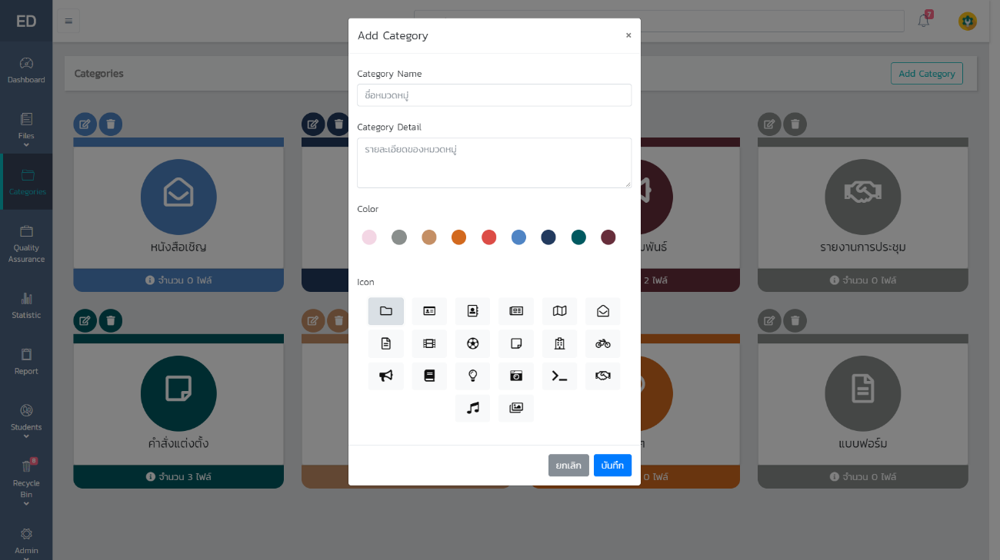 ED
7
Add Category
×
Categories
Add Category
Dashboard
Files
Categories
Quality
Assurance
Statistic
Report
Students
8
Recycle
Bin
Admin
Category Name
ชื่อหมวดหมู่
Category Detail
รายละเอียดของหมวดหมู่
Color
Icon
ยกเลิก
บันทึก
หนังสือเชิญ
จำนวน 0 ไฟล์
มพันธ์
2 ไฟล์
รายงานการประชุม
จำนวน 0 ไฟล์
คำสั่งแต่งตั้ง
จำนวน 3 ไฟล์
0 ไฟล์
แบบฟอร์ม
จำนวน 0 ไฟล์